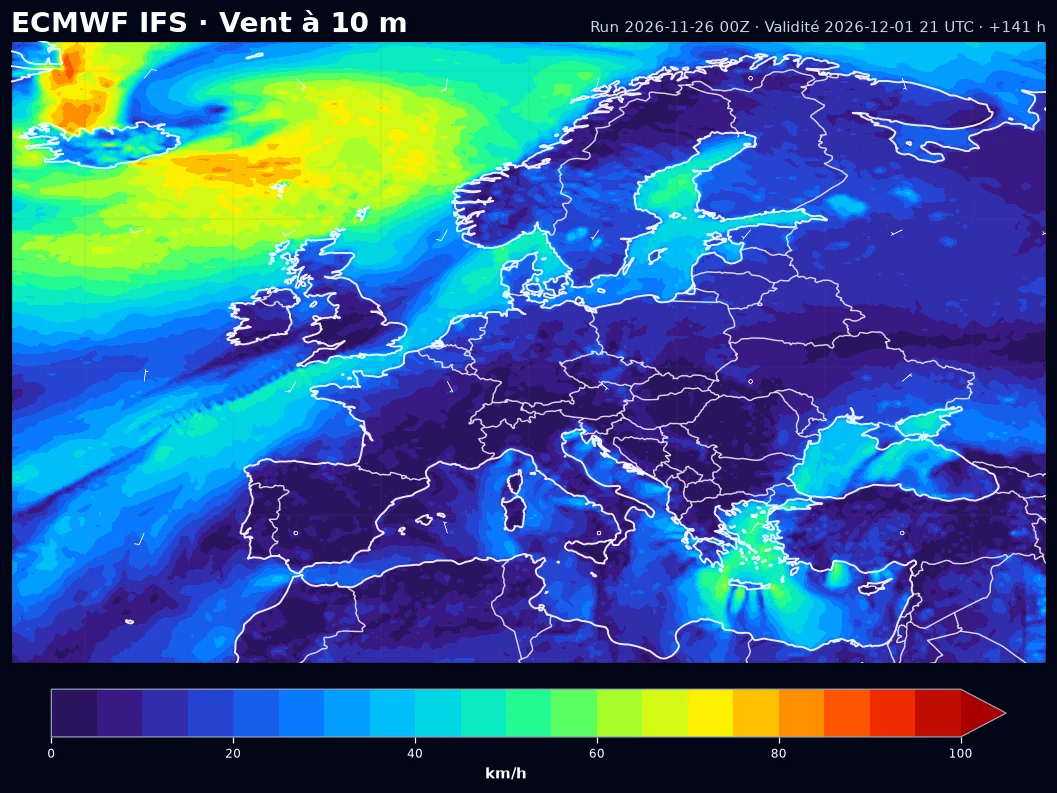 ECMWF IFS · Vent à 10 m
Run 2026-11-26 00Z · Validité 2026-12-01 21 UTC · +141 h
0 20 40 60 80 100
km/h